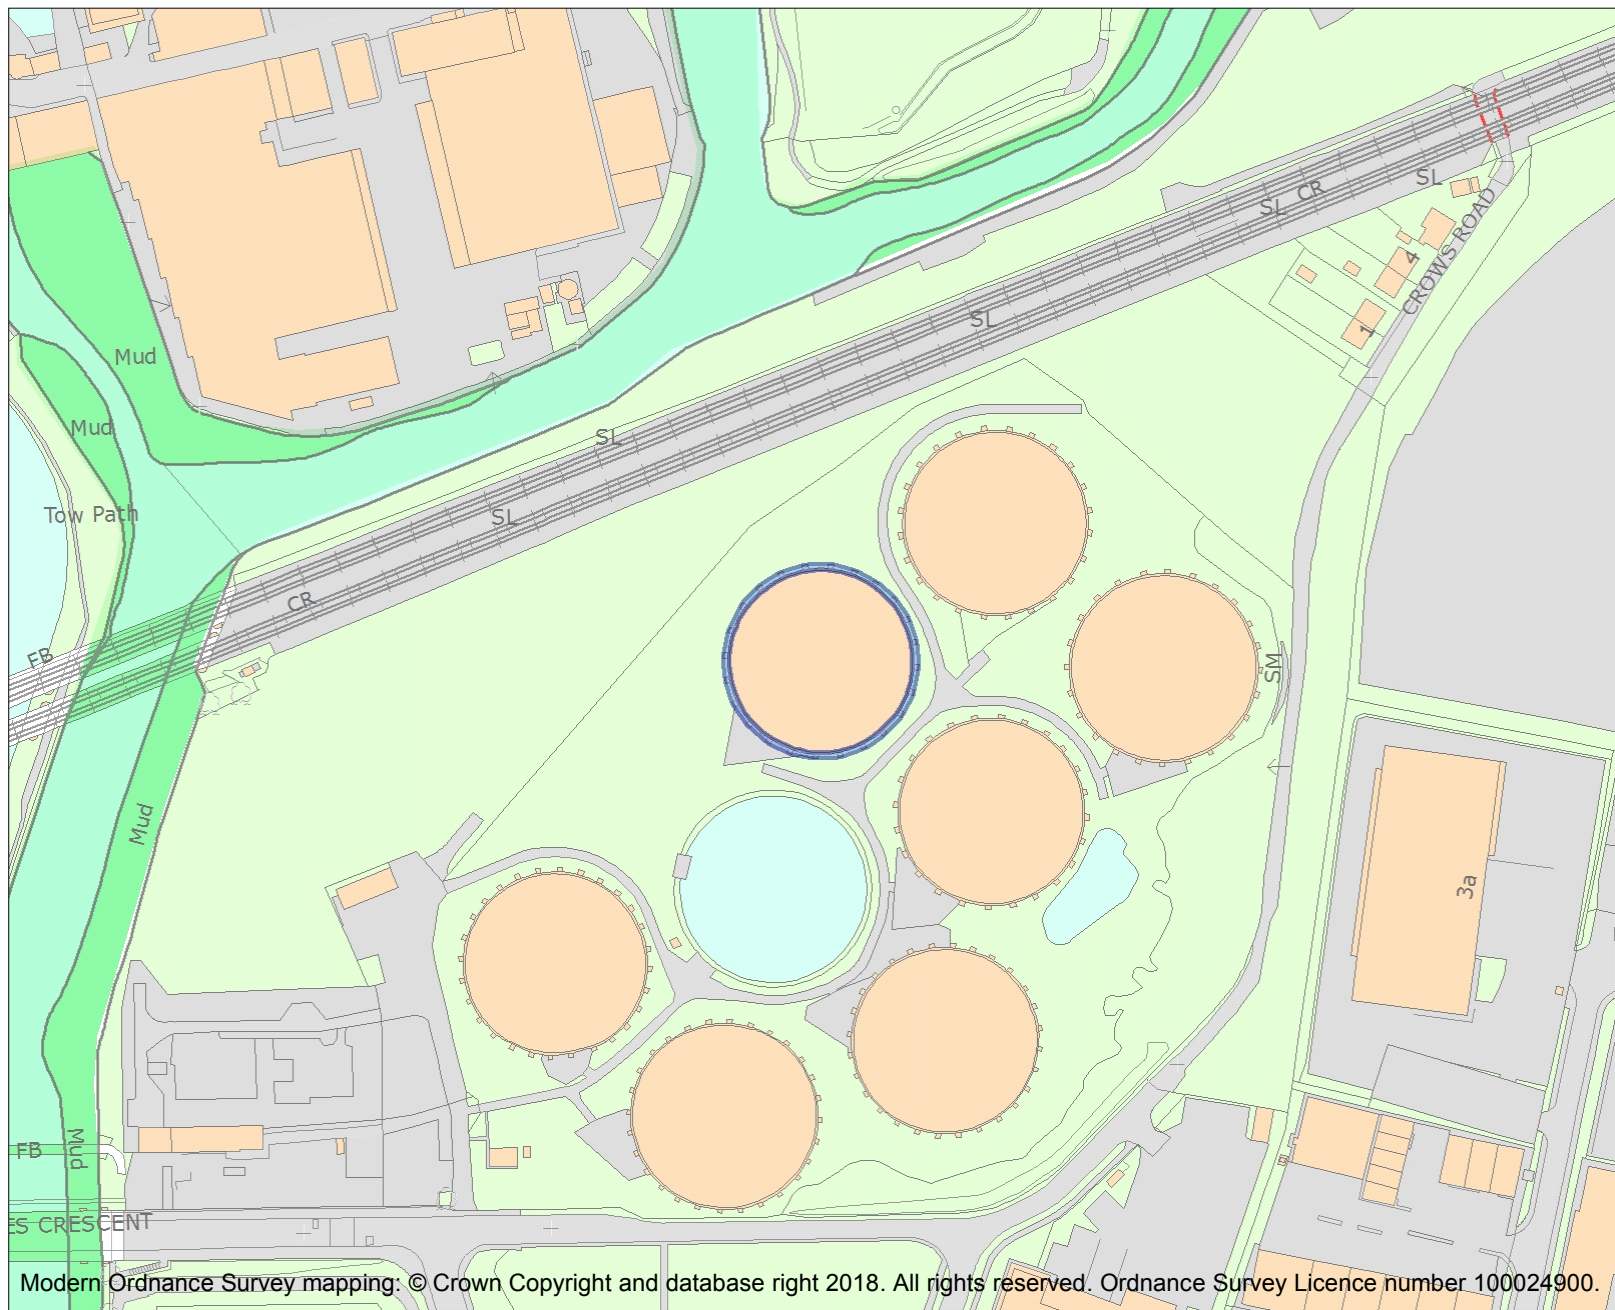 CR
SL
SL
CROWS ROAD
4
1
SL
Mud
Mud
SL
Tow Path
SL
CR
FB
SM
Mud
3a
FB
Mud
ES CRESCENT
Modern Ordnance Survey mapping: © Crown Copyright and database right 2018. All rights reserved. Ordnance Survey Licence number 100024900.